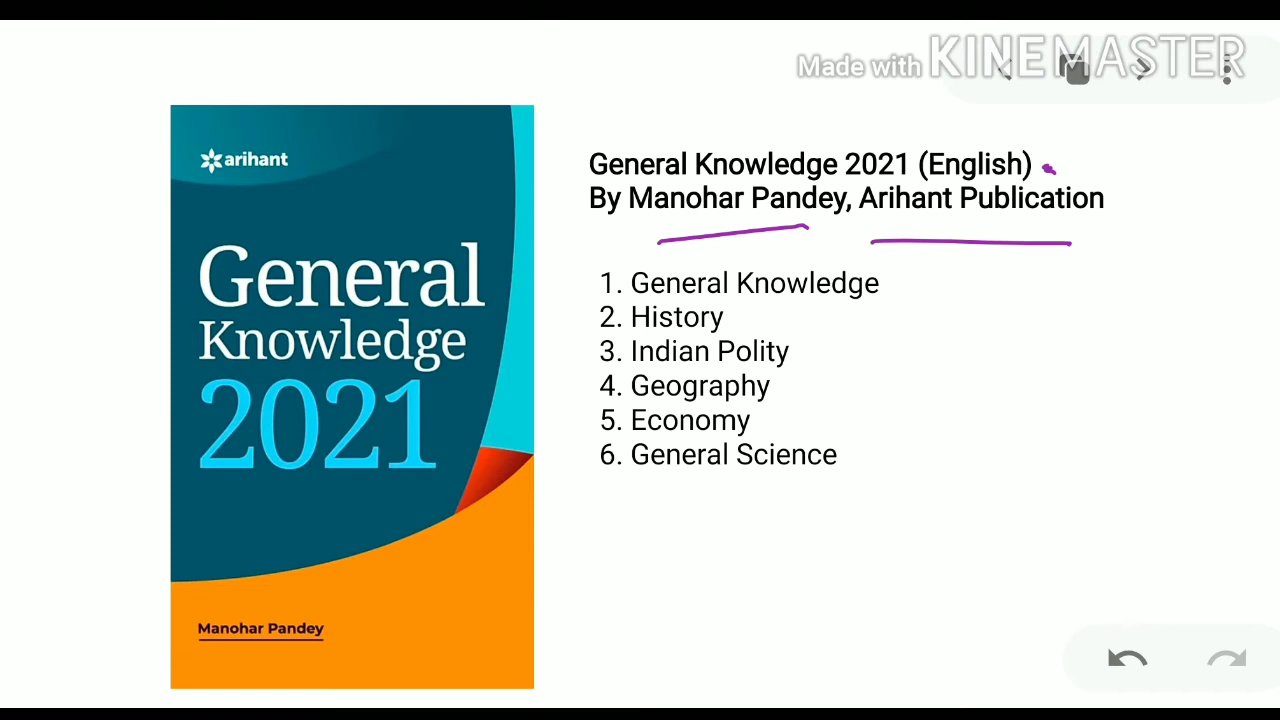 Made with KINEMASTER
arihant
General
Knowledge
2021
Manohar Pandey
General Knowledge 2021 (English)
By Manohar Pandey, Arihant Publication
1. General Knowledge
2. History
3. Indian Polity
4. Geography
5. Economy
6. General Science